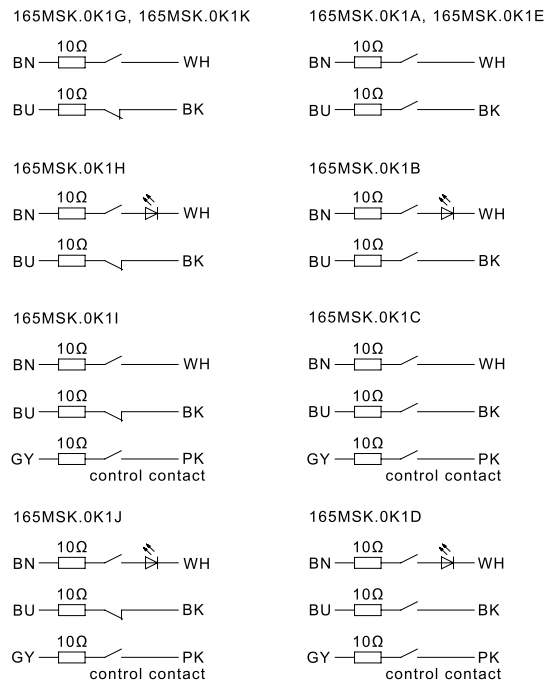 165MSK.0K1G, 165MSK.0K1K
10Ω
BN WH
10Ω
BU BK
165MSK.0K1A, 165MSK.0K1E
10Ω
BN WH
10Ω
BU BK
165MSK.0K1H
10Ω
BN WH
10Ω
BU BK
165MSK.0K1B
10Ω
BN WH
10Ω
BU BK
165MSK.0K1I
10Ω
BN WH
10Ω
BU BK
10Ω
GY PK
control contact
165MSK.0K1C
10Ω
BN WH
10Ω
BU BK
10Ω
GY PK
control contact
165MSK.0K1J
10Ω
BN WH
10Ω
BU BK
10Ω
GY PK
control contact
165MSK.0K1D
10Ω
BN WH
10Ω
BU BK
10Ω
GY PK
control contact